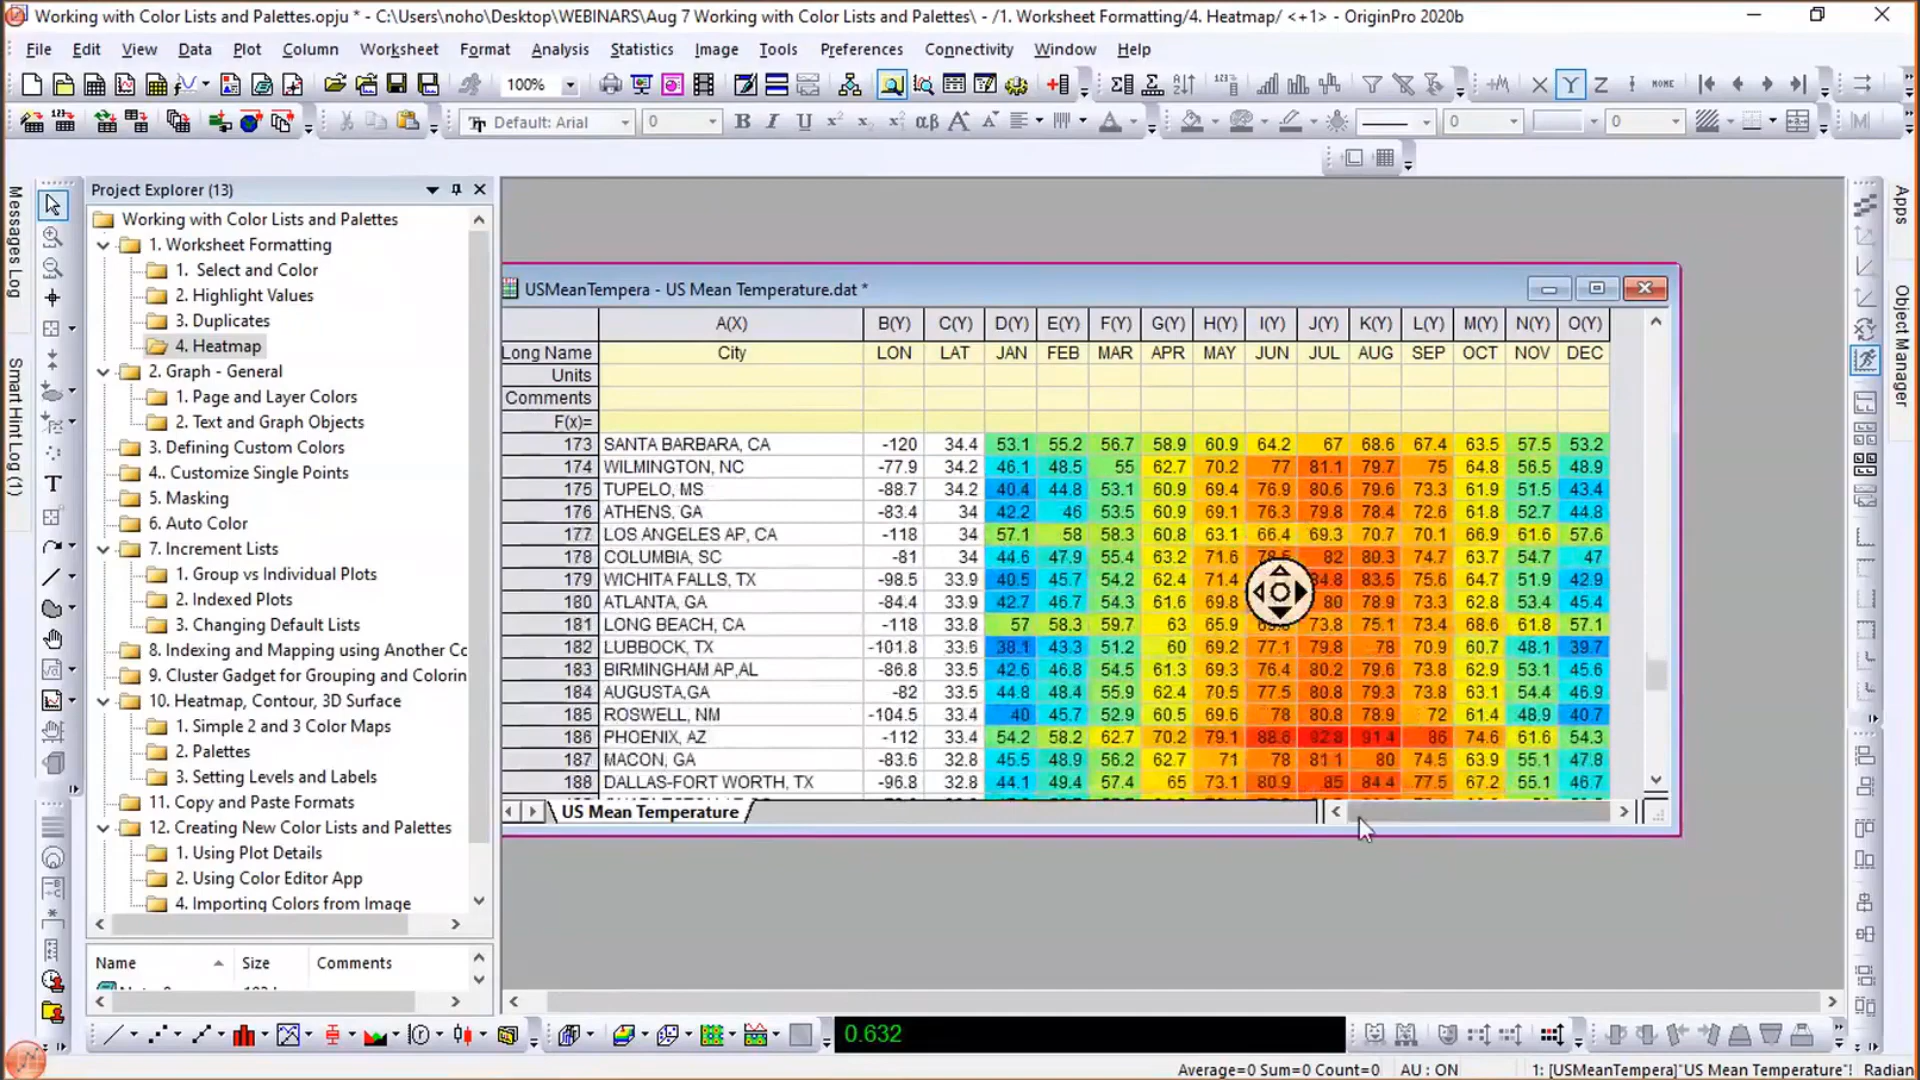 Working with Color Lists and Palettes.opju * - C:\Users\noho\Desktop\WEBINARS\Aug 7 Working with Color Lists and Palettes\ - /1. Worksheet Formatting/4. Heatmap/ <+1> - OriginPro 2020b
File Edit View Data Plot Column Worksheet Format Analysis Statistics Image Tools Preferences Connectivity Window Help
100%
Default: Arial 0 B I U 0 0
Messages Log
Smart Hint Log (1)
Project Explorer (13)
Working with Color Lists and Palettes
1. Worksheet Formatting
1. Select and Color
2. Highlight Values
3. Duplicates
4. Heatmap
2. Graph - General
1. Page and Layer Colors
2. Text and Graph Objects
3. Defining Custom Colors
4.. Customize Single Points
5. Masking
6. Auto Color
7. Increment Lists
1. Group vs Individual Plots
2. Indexed Plots
3. Changing Default Lists
8. Indexing and Mapping using Another Co
9. Cluster Gadget for Grouping and Colorin
10. Heatmap, Contour, 3D Surface
1. Simple 2 and 3 Color Maps
2. Palettes
3. Setting Levels and Labels
11. Copy and Paste Formats
12. Creating New Color Lists and Palettes
1. Using Plot Details
2. Using Color Editor App
4. Importing Colors from Image
Name Size Comments
USMeanTempera - US Mean Temperature.dat *
A(X) B(Y) C(Y) D(Y) E(Y) F(Y) G(Y) H(Y) I(Y) J(Y) K(Y) L(Y) M(Y) N(Y) O(Y)
Long Name City LON LAT JAN FEB MAR APR MAY JUN JUL AUG SEP OCT NOV DEC
Units
Comments
F(x)=
173 SANTA BARBARA, CA -120 34.4 53.1 55.2 56.7 58.9 60.9 64.2 67 68.6 67.4 63.5 57.5 53.2
174 WILMINGTON, NC -77.9 34.2 46.1 48.5 55 62.7 70.2 77 81.1 79.7 75 64.8 56.5 48.9
175 TUPELO, MS -88.7 34.2 40.4 44.8 53.1 60.9 69.4 76.9 80.6 79.6 73.3 61.9 51.5 43.4
176 ATHENS, GA -83.4 34 42.2 46 53.5 60.9 69.1 76.3 79.8 78.4 72.6 61.8 52.7 44.8
177 LOS ANGELES AP, CA -118 34 57.1 58 58.3 60.8 63.1 66.4 69.3 70.7 70.1 66.9 61.6 57.6
178 COLUMBIA, SC -81 34 44.6 47.9 55.4 63.2 71.6 82 80.3 74.7 63.7 54.7 47
179 WICHITA FALLS, TX -98.5 33.9 40.5 45.7 54.2 62.4 71.4 84.8 83.5 75.6 64.7 51.9 42.9
180 ATLANTA, GA -84.4 33.9 42.7 46.7 54.3 61.6 69.8 80 78.9 73.3 62.8 53.4 45.4
181 LONG BEACH, CA -118 33.8 57 58.3 59.7 63 65.9 73.8 75.1 73.4 68.6 61.8 57.1
182 LUBBOCK, TX -101.8 33.6 38.1 43.3 51.2 60 69.2 77.1 79.8 78 70.9 60.7 48.1 39.7
183 BIRMINGHAM AP,AL -86.8 33.5 42.6 46.8 54.5 61.3 69.3 76.4 80.2 79.6 73.8 62.9 53.1 45.6
184 AUGUSTA,GA -82 33.5 44.8 48.4 55.9 62.4 70.5 77.5 80.8 79.3 73.8 63.1 54.4 46.9
185 ROSWELL, NM -104.5 33.4 40 45.7 52.9 60.5 69.6 78 80.8 78.9 72 61.4 48.9 40.7
186 PHOENIX, AZ -112 33.4 54.2 58.2 62.7 70.2 79.1 88.6 92.8 91.4 86 74.6 61.6 54.3
187 MACON, GA -83.5 32.8 45.5 48.9 56.2 62.7 71 78 81.1 80 74.5 63.9 55.1 47.8
188 DALLAS-FORT WORTH, TX -96.8 32.8 44.1 49.4 57.4 65 73.1 80.9 85 84.4 77.5 67.2 55.1 46.7
US Mean Temperature
Apps
Object Manager
0.632
Average=0 Sum=0 Count=0 AU : ON 1: [USMeanTempera]"US Mean Temperature"! Radian